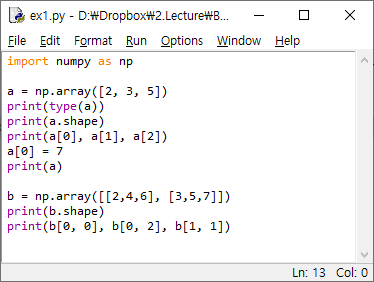 ex1.py - D:₩Dropbox₩2.Lecture₩B...
File Edit Format Run Options Window Help
import numpy as np
a = np.array([2, 3, 5])
print(type(a))
print(a.shape)
print(a[0], a[1], a[2])
a[0] = 7
print(a)
b = np.array([[2,4,6], [3,5,7]])
print(b.shape)
print(b[0, 0], b[0, 2], b[1, 1])
Ln: 13 Col: 0